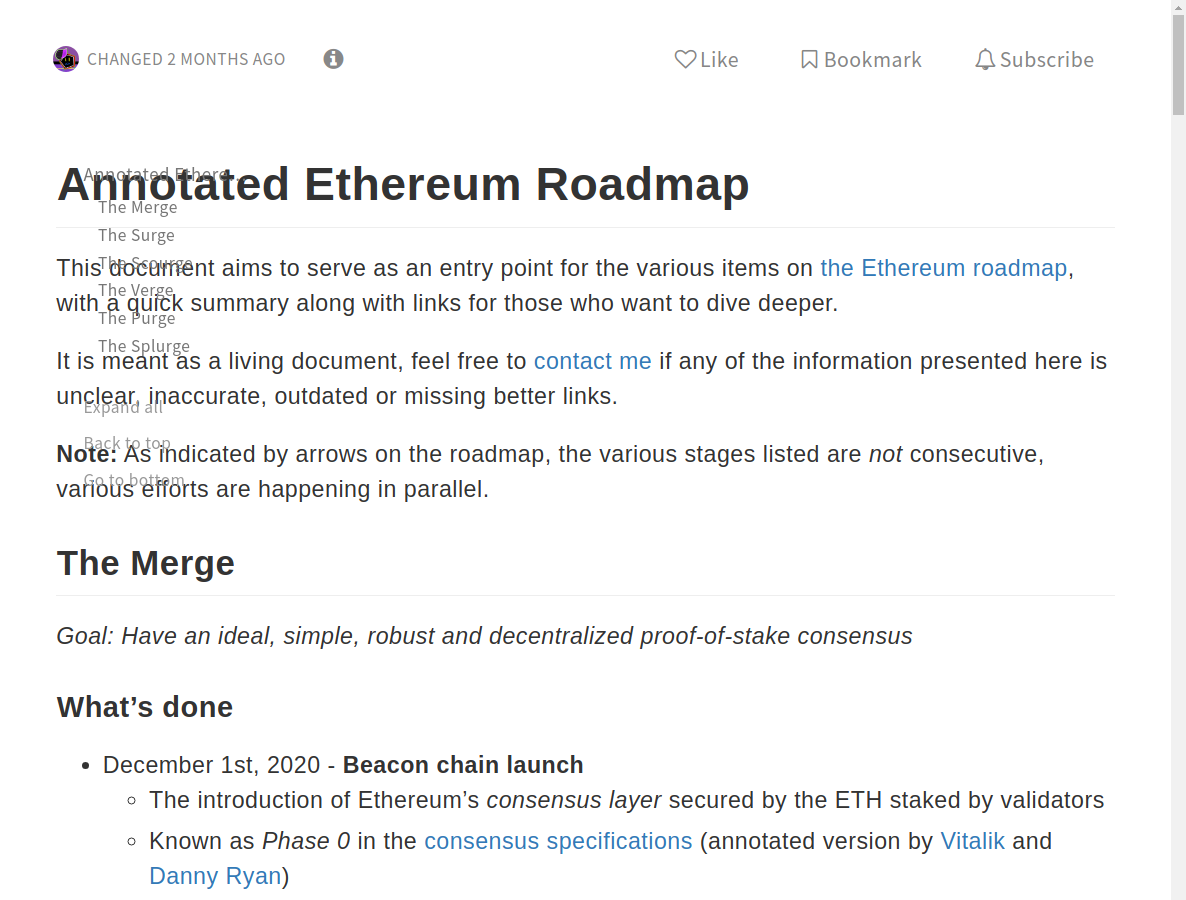 CHANGED 2 MONTHS AGO
Like
Bookmark
Subscribe
Annotated Ethereum Roadmap
Annotated Ethere…
The Merge
The Surge
The Scourge
The Verge
The Purge
The Splurge
Expand all
Back to top
Go to bottom
This document aims to serve as an entry point for the various items on the Ethereum roadmap,
with a quick summary along with links for those who want to dive deeper.
It is meant as a living document, feel free to contact me if any of the information presented here is
unclear, inaccurate, outdated or missing better links.
Note: As indicated by arrows on the roadmap, the various stages listed are not consecutive,
various efforts are happening in parallel.
The Merge
Goal: Have an ideal, simple, robust and decentralized proof-of-stake consensus
What’s done
• December 1st, 2020 - Beacon chain launch
◦ The introduction of Ethereum’s consensus layer secured by the ETH staked by validators
◦ Known as Phase 0 in the consensus specifications (annotated version by Vitalik and
Danny Ryan)